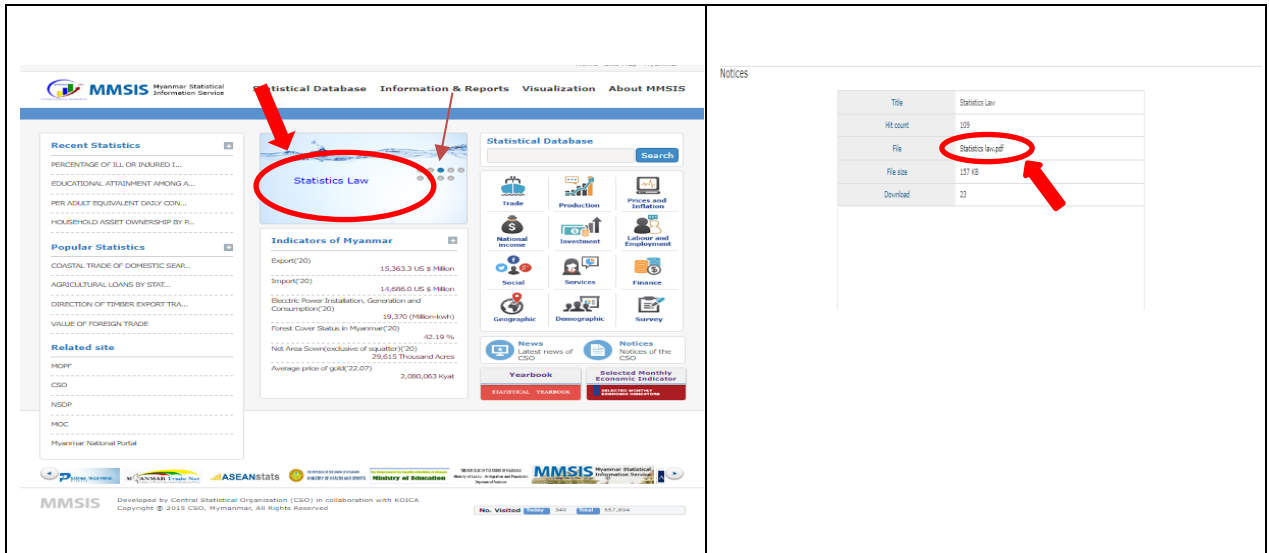 MMSIS Myanmar Statistical
Information Service
Statistical Database Information & Reports Visualization About MMSIS
Recent Statistics
PERCENTAGE OF ILL OR INJURED I...
EDUCATIONAL ATTAINMENT AMONG A...
PER ADULT EQUIVALENT DAILY CON...
HOUSEHOLD ASSET OWNERSHIP BY R...
Popular Statistics
COASTAL TRADE OF DOMESTIC SEAP...
AGRICULTURAL LOANS BY STAT...
DIRECTION OF TIMBER EXPORT TRA...
VALUE OF FOREIGN TRADE
Related site
MOPF
CSO
NSDP
MOC
Myanmar National Portal
Statistics Law
Indicators of Myanmar
Export('20)
15,363.3 US $ Million
Import('20)
14,686.0 US $ Million
Electric Power Installation, Generation and
Consumption('20)
19,370 (Million-kwh)
Forest Cover Status in Myanmar('20)
42.19 %
Net Area Sown(exclusive of squatter)('20)
29,615 Thousand Acres
Average price of gold('22.07)
2,080,063 Kyat
Statistical Database
Search
Trade
Production
Prices and
Inflation
National
income
Investment
Labour and
Employment
Social
Services
Finance
Geographic
Demographic
Survey
News
Latest news of
CSO
Notices
Notices of the
CSO
Yearbook
Selected Monthly
Economic Indicator
STATISTICAL YEARBOOK
SELECTED MONTHLY
ECONOMIC INDICATORS
MYANMAR Trade Net
ASEANstats
MINISTRY OF HEALTH AND SPORTS
Ministry of Education
MMSIS Myanmar Statistical
Information Service
MMSIS
Developed by Central Statistical Organization (CSO) in collaboration with KOICA
Copyright © 2015 CSO, Mymanmar, All Rights Reserved
No. Visited Today 340 Total 557,894
Notices
Title Statistics Law
Hit count 109
File Statistics law.pdf
File size 157 KB
Download 23